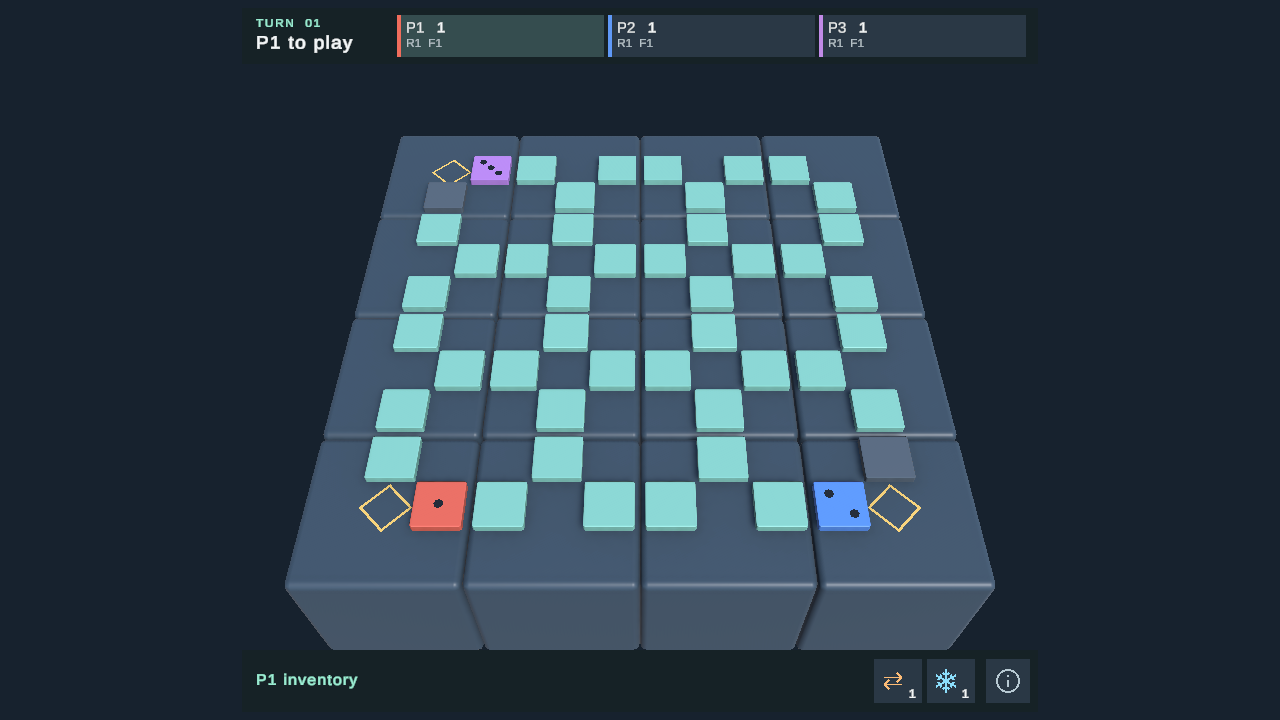 TURN 01
P1 to play
P1 1
R1 F1
P2 1
R1 F1
P3 1
R1 F1
P1 inventory
1
1